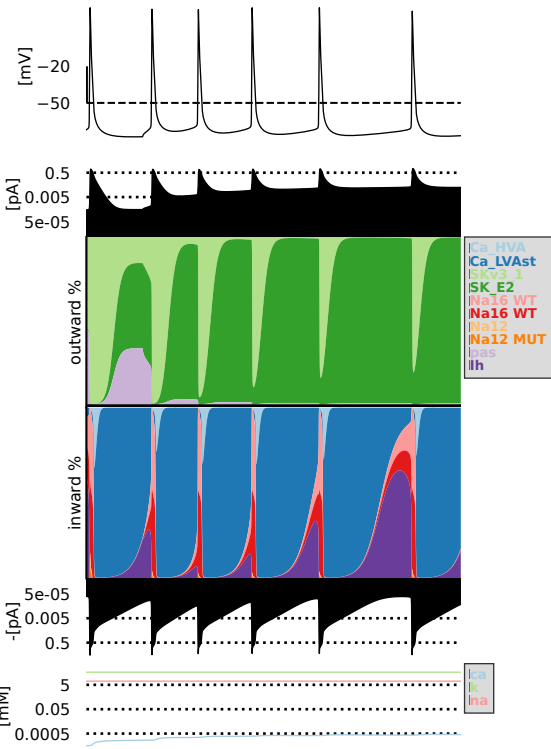 [mV]
−20
−50
[pA]
0.5
0.005
5e-05
outward %
Ca_HVA
Ca_LVAst
SKv3_1
SK_E2
Na16 WT
Na16 WT
Na12
Na12 MUT
pas
Ih
inward %
-[pA]
5e-05
0.005
0.5
[mM]
5
0.05
0.0005
ca
k
na